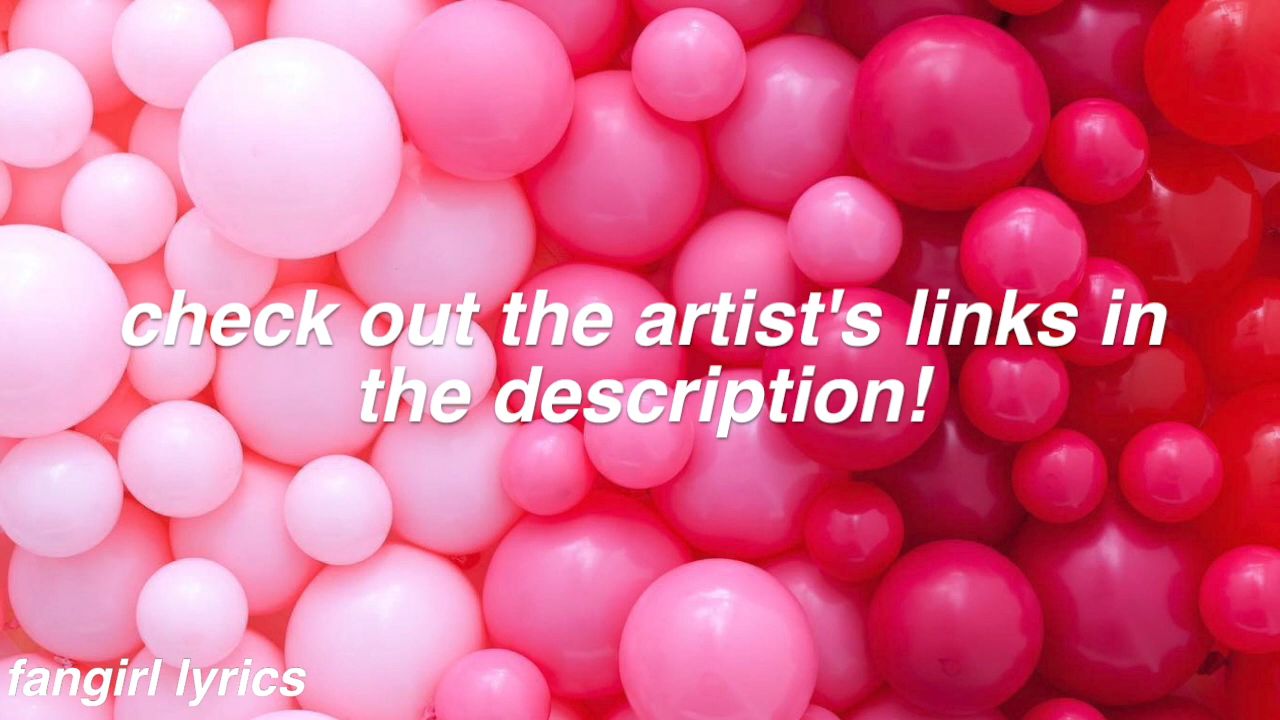 check out the artist's links in
the description!
fangirl lyrics